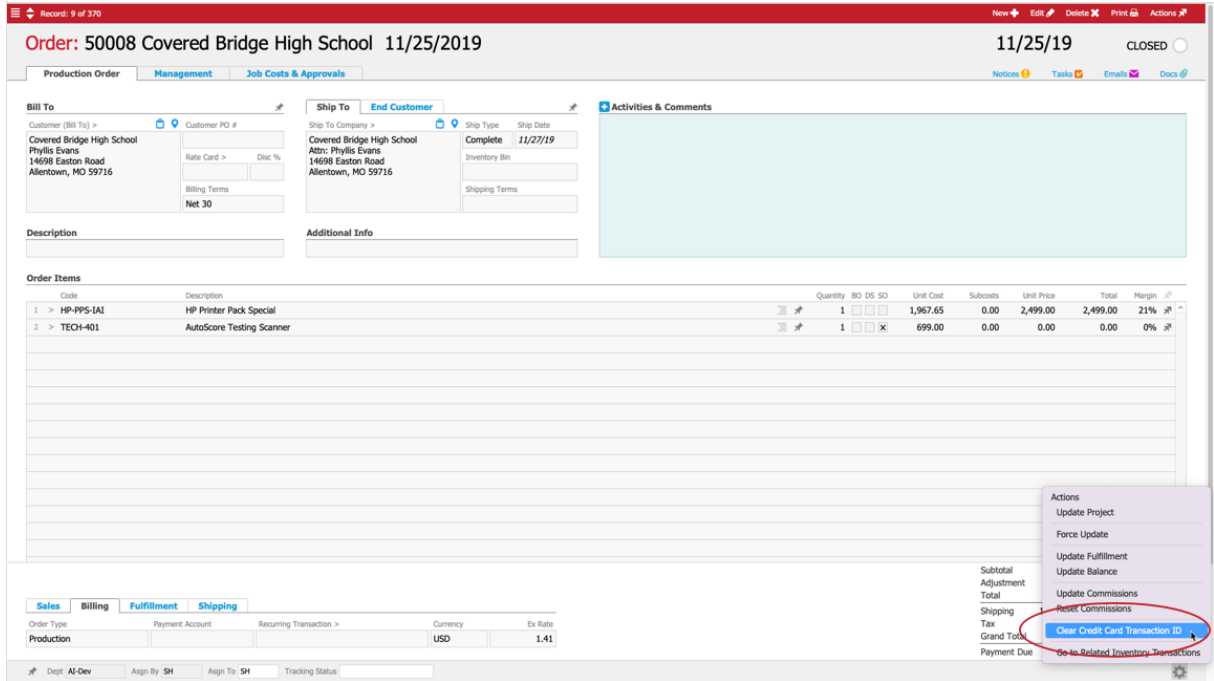 Record: 9 of 370
New Edit Delete Print Actions
Order: 50008 Covered Bridge High School 11/25/2019
11/25/19 CLOSED
Production Order Management Job Costs & Approvals
Notices Tasks Emails Docs
Bill To
Customer (Bill To) > Customer PO #
Covered Bridge High School
Phyllis Evans
14698 Easton Road
Allentown, MO 59716
Rate Card > Disc %
Billing Terms
Net 30
Ship To End Customer
Ship To Company > Ship Type Ship Date
Covered Bridge High School Complete 11/27/19
Attn: Phyllis Evans
14698 Easton Road
Allentown, MO 59716
Inventory Bin
Shipping Terms
Activities & Comments
Description
Additional Info
Order Items
Code Description Quantity BO DS SO Unit Cost Subcosts Unit Price Total Margin
1 > HP-PPS-IAI HP Printer Pack Special 1 1,967.65 0.00 2,499.00 2,499.00 21%
2 > TECH-401 AutoScore Testing Scanner 1 x 699.00 0.00 0.00 0.00 0%
Subtotal
Adjustment
Total
Shipping
Tax
Grand Total
Payment Due
Actions
Update Project
Force Update
Update Fulfillment
Update Balance
Update Commissions
Reset Commissions
Clear Credit Card Transaction ID
Go to Related Inventory Transactions
Sales Billing Fulfillment Shipping
Order Type Payment Account Recurring Transaction > Currency Ex Rate
Production USD 1.41
Dept AI-Dev Asgn By SH Asgn To SH Tracking Status